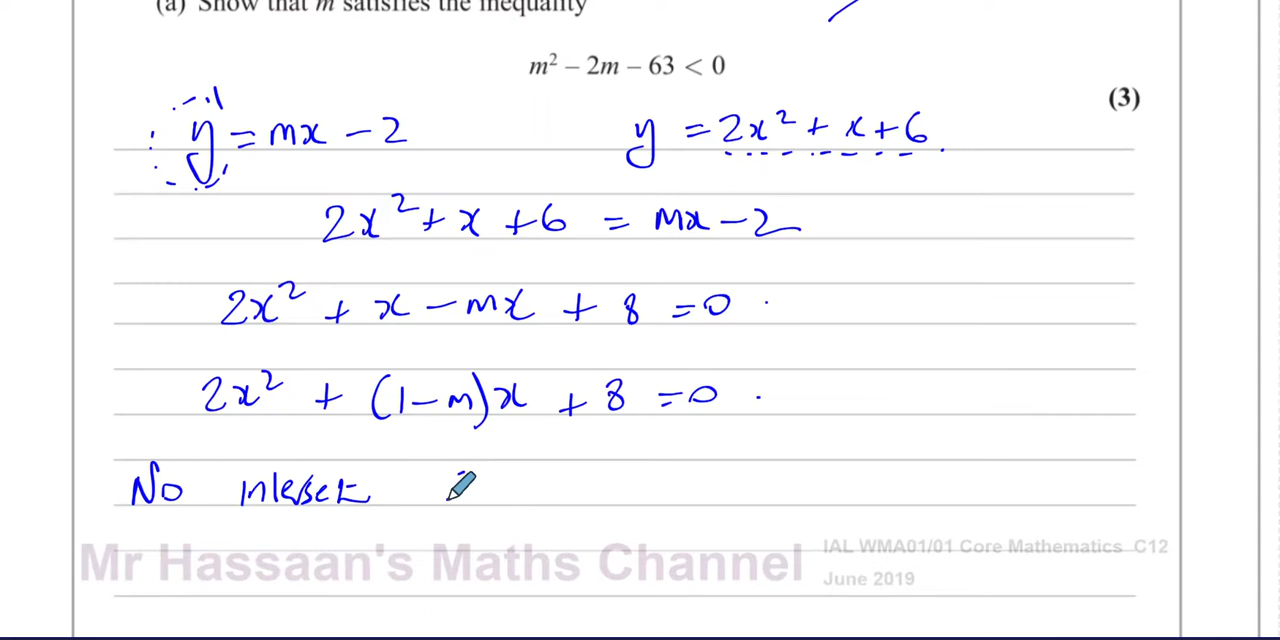 (a) Show that m satisfies the inequality
m² – 2m – 63 < 0
(3)
y = mx – 2 y = 2x² + x + 6
2x² + x + 6 = mx – 2
2x² + x – mx + 8 = 0
2x² + (1 – m)x + 8 = 0
No
Mr Hassaan's Maths Channel
IAL WMA01/01 Core Mathematics C12
June 2019